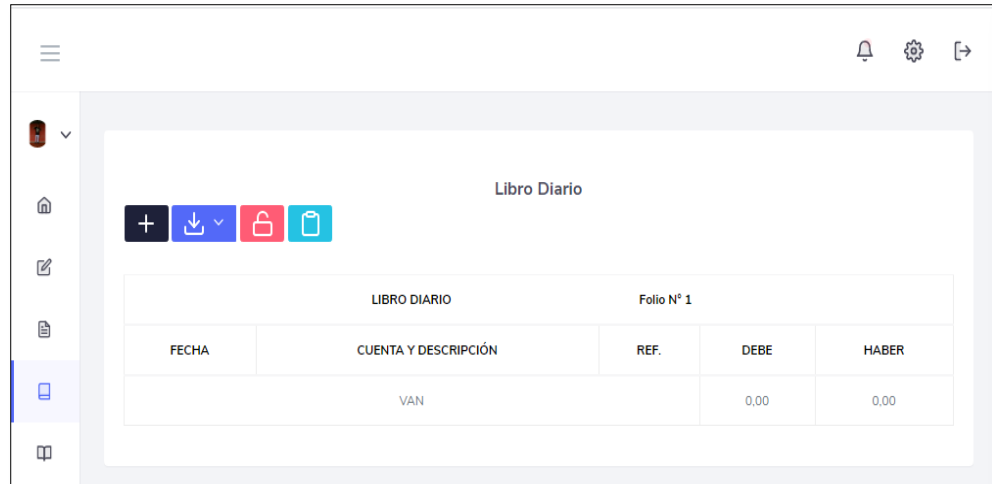 Libro Diario
LIBRO DIARIO Folio N° 1
FECHA CUENTA Y DESCRIPCIÓN REF. DEBE HABER
VAN 0,00 0,00